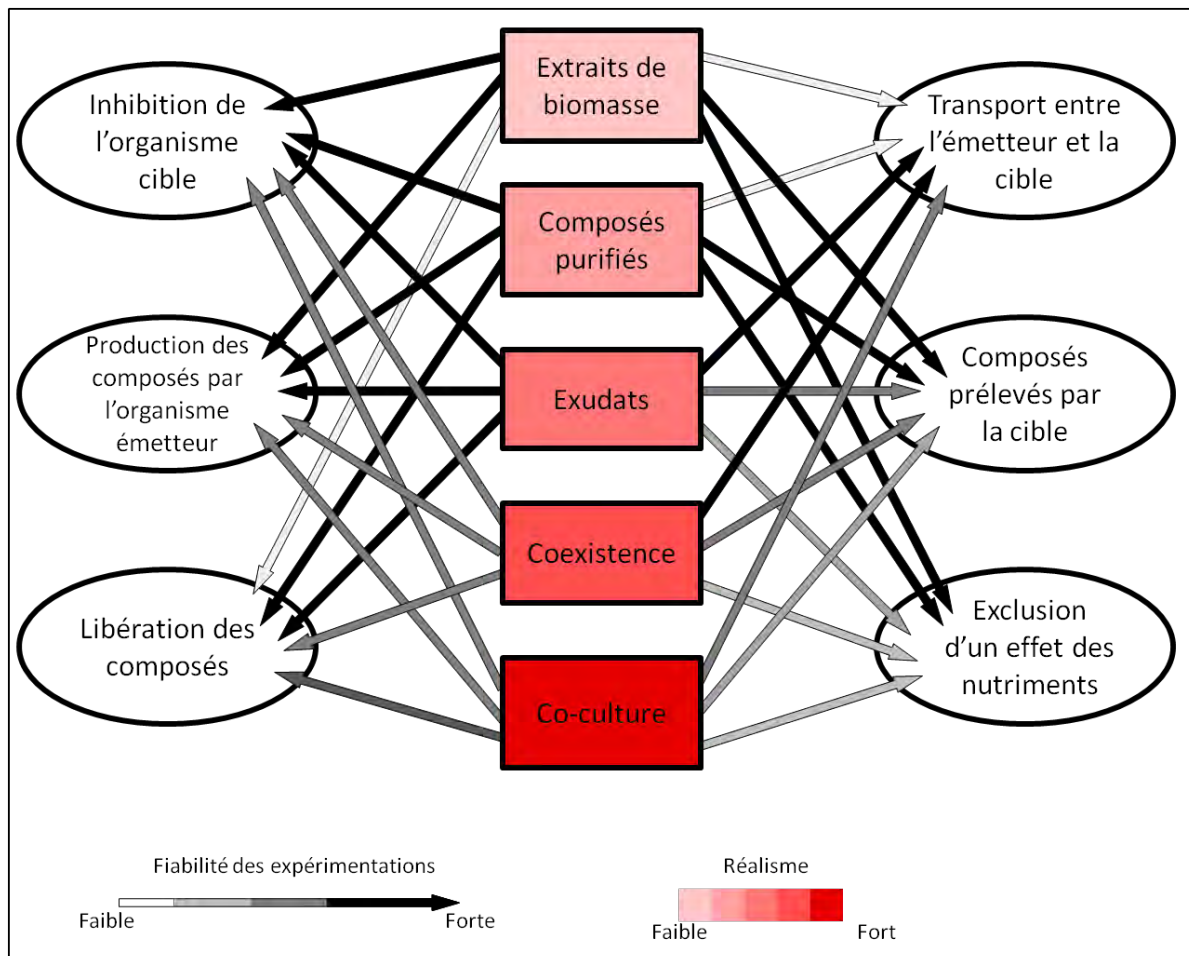 Extraits de
biomasse
Inhibition de
l'organisme
cible
Transport entre
l'émetteur et la
cible
Composés
purifiés
Production des
composés par
l'organisme
émetteur
Exudats
Composés
prélevés par
la cible
Coexistence
Libération des
composés
Exclusion
d'un effet des
nutriments
Co-culture
Fiabilité des expérimentations
Faible
Forte
Réalisme
Faible
Fort